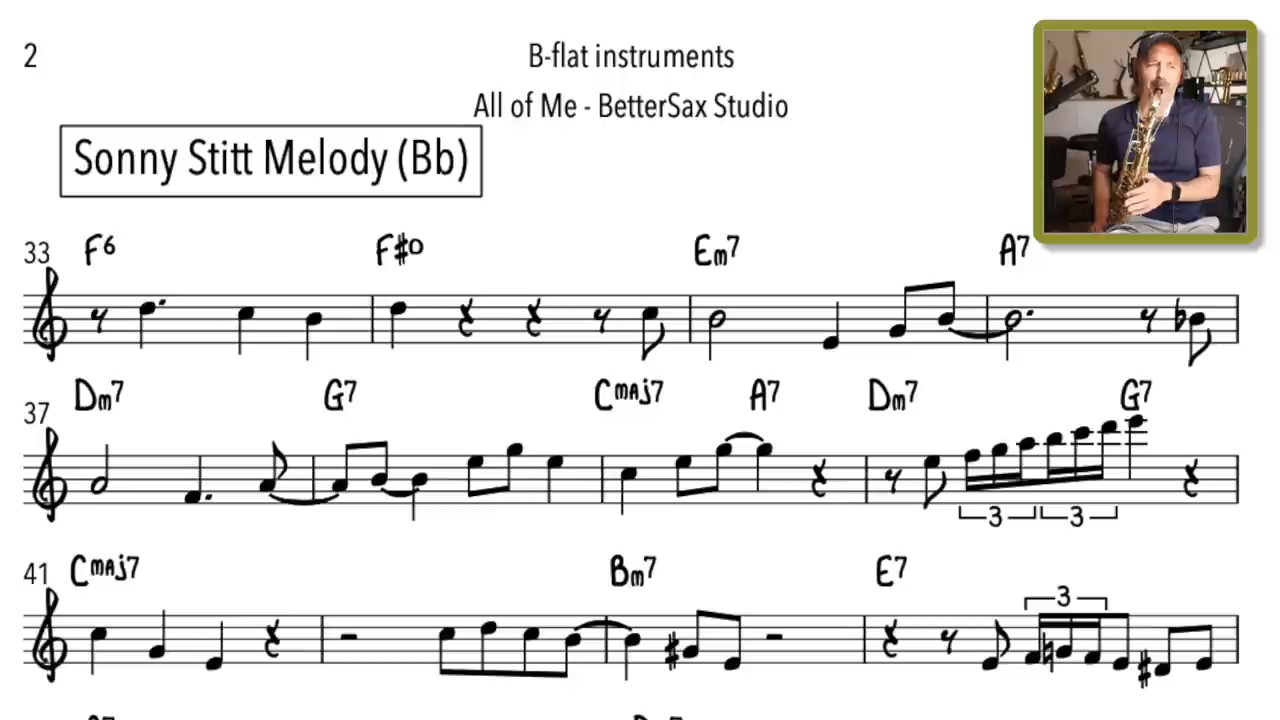 2
B-flat instruments
All of Me - BetterSax Studio
Sonny Stitt Melody (Bb)
33 F6 F#o Em7 A7
37 Dm7 G7 Cmaj7 A7 Dm7 G7
3 3
41 Cmaj7 Bm7 E7
3